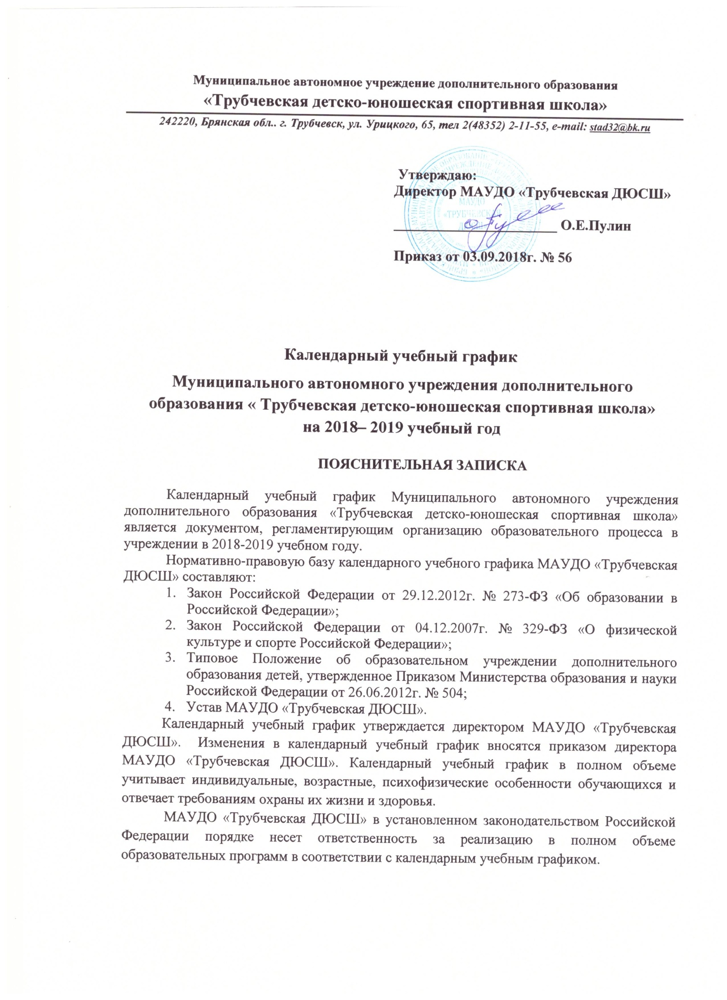 Муниципальное автономное учреждение дополнительного образования
«Трубчевская детско-юношеская спортивная школа»
242220, Брянская обл.. г. Трубчевск, ул. Урицкого, 65, тел 2(48352) 2-11-55, e-mail: stad32@bk.ru
Утверждаю:
Директор МАУДО «Трубчевская ДЮСШ»
МАУДО
«ТРУБЧЕВСКАЯ
ДЮСШ»
О.Е.Пулин
Приказ от 03.09.2018г. № 56
Календарный учебный график
Муниципального автономного учреждения дополнительного
образования « Трубчевская детско-юношеская спортивная школа»
на 2018– 2019 учебный год
ПОЯСНИТЕЛЬНАЯ ЗАПИСКА
Календарный учебный график Муниципального автономного учреждения
дополнительного образования «Трубчевская детско-юношеская спортивная школа»
является документом, регламентирующим организацию образовательного процесса в
учреждении в 2018-2019 учебном году.
Нормативно-правовую базу календарного учебного графика МАУДО «Трубчевская
ДЮСШ» составляют:
1. Закон Российской Федерации от 29.12.2012г. № 273-ФЗ «Об образовании в
Российской Федерации»;
2. Закон Российской Федерации от 04.12.2007г. № 329-ФЗ «О физической
культуре и спорте Российской Федерации»;
3. Типовое Положение об образовательном учреждении дополнительного
образования детей, утвержденное Приказом Министерства образования и науки
Российской Федерации от 26.06.2012г. № 504;
4. Устав МАУДО «Трубчевская ДЮСШ».
Календарный учебный график утверждается директором МАУДО «Трубчевская
ДЮСШ». Изменения в календарный учебный график вносятся приказом директора
МАУДО «Трубчевская ДЮСШ». Календарный учебный график в полном объеме
учитывает индивидуальные, возрастные, психофизические особенности обучающихся и
отвечает требованиям охраны их жизни и здоровья.
МАУДО «Трубчевская ДЮСШ» в установленном законодательством Российской
Федерации порядке несет ответственность за реализацию в полном объеме
образовательных программ в соответствии с календарным учебным графиком.